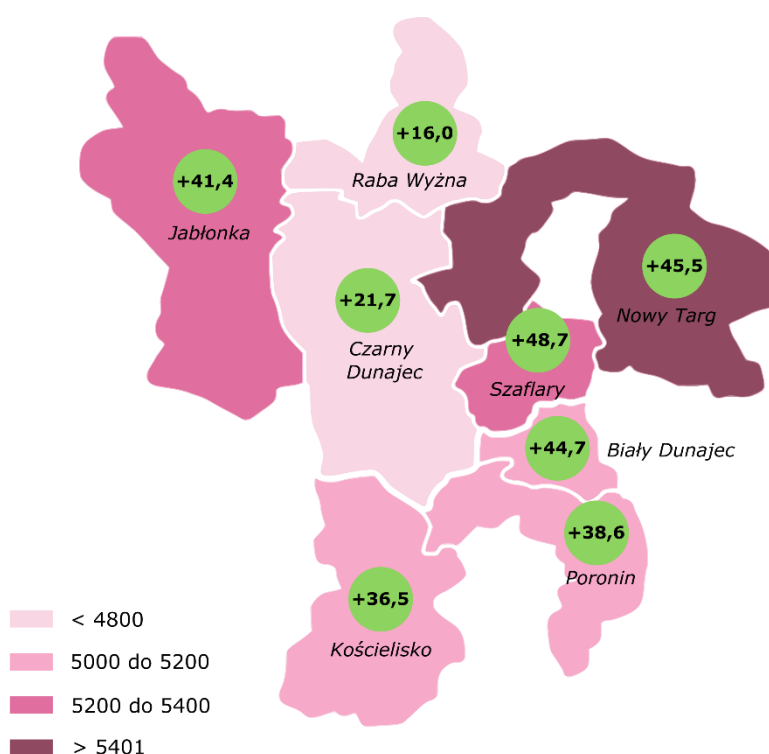 +16,0
Raba Wyżna
+41,4
Jabłonka
+45,5
Nowy Targ
+21,7
Czarny
Dunajec
+48,7
Szaflary
+44,7
Biały Dunajec
+38,6
Poronin
+36,5
Kościelisko
< 4800
5000 do 5200
5200 do 5400
> 5401